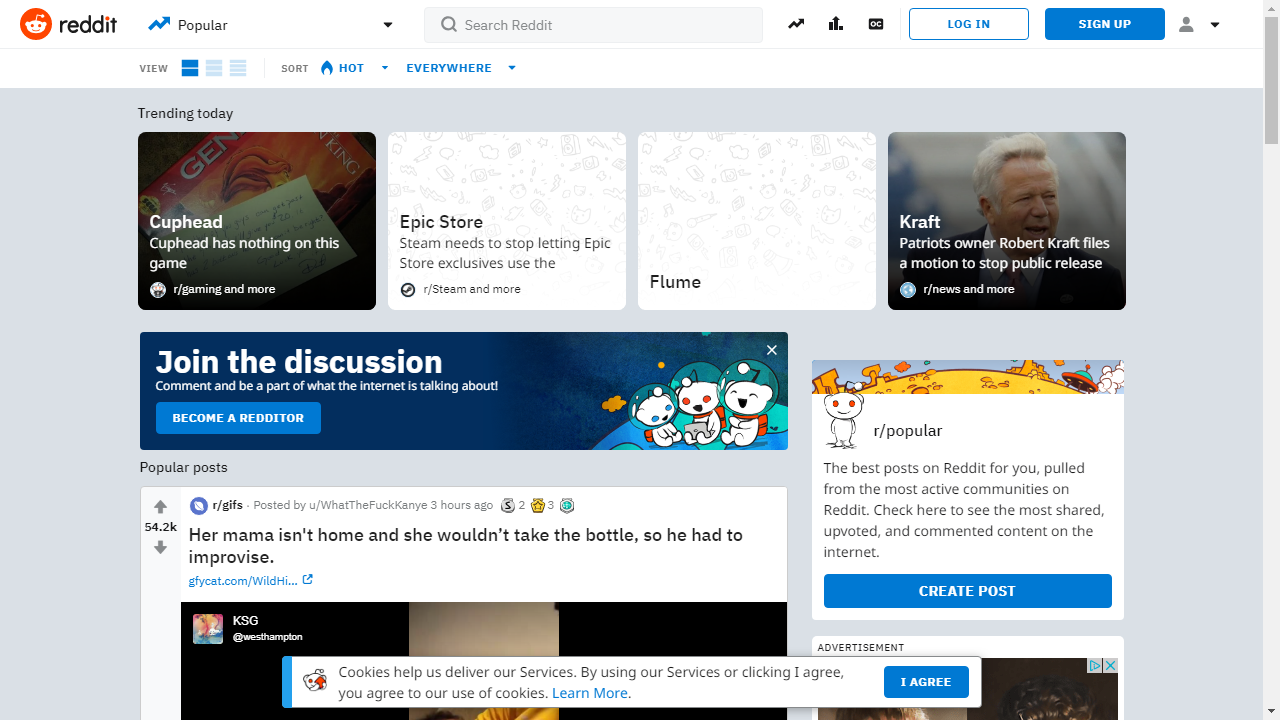 reddit
Popular
Search Reddit
LOG IN
SIGN UP
VIEW
SORT
HOT
EVERYWHERE
Trending today
Cuphead
Cuphead has nothing on this
game
r/gaming and more
Epic Store
Steam needs to stop letting Epic
Store exclusives use the
r/Steam and more
Flume
Kraft
Patriots owner Robert Kraft files
a motion to stop public release
r/news and more
Join the discussion
Comment and be a part of what the internet is talking about!
BECOME A REDDITOR
Popular posts
54.2k
r/gifs · Posted by u/WhatTheFuckKanye 3 hours ago S 2 3
Her mama isn't home and she wouldn’t take the bottle, so he had to
improvise.
gfycat.com/WildHi...
KSG
@westhampton
r/popular
The best posts on Reddit for you, pulled
from the most active communities on
Reddit. Check here to see the most shared,
upvoted, and commented content on the
internet.
CREATE POST
ADVERTISEMENT
Cookies help us deliver our Services. By using our Services or clicking I agree,
you agree to our use of cookies. Learn More.
I AGREE